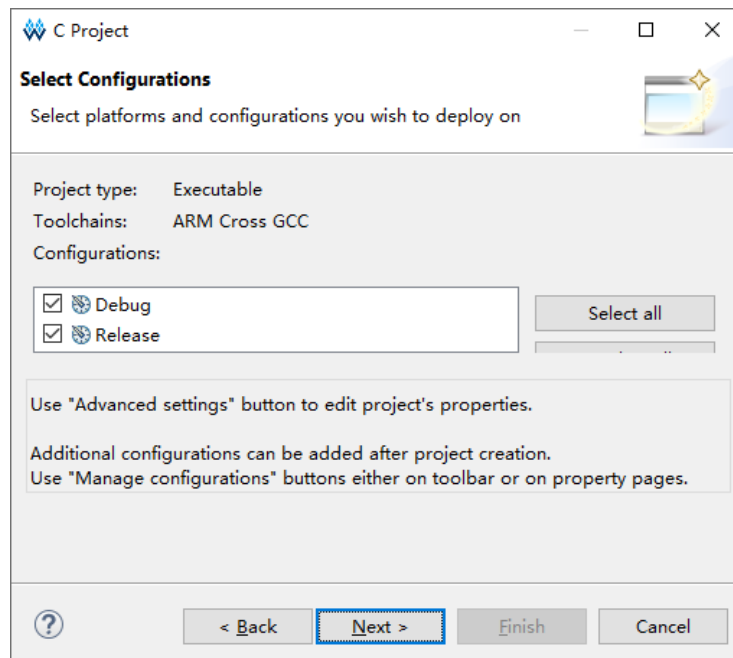 C Project
Select Configurations
Select platforms and configurations you wish to deploy on
Project type: Executable
Toolchains: ARM Cross GCC
Configurations:
Debug
Release
Select all
Use "Advanced settings" button to edit project's properties.
Additional configurations can be added after project creation.
Use "Manage configurations" buttons either on toolbar or on property pages.
< Back
Next >
Finish
Cancel